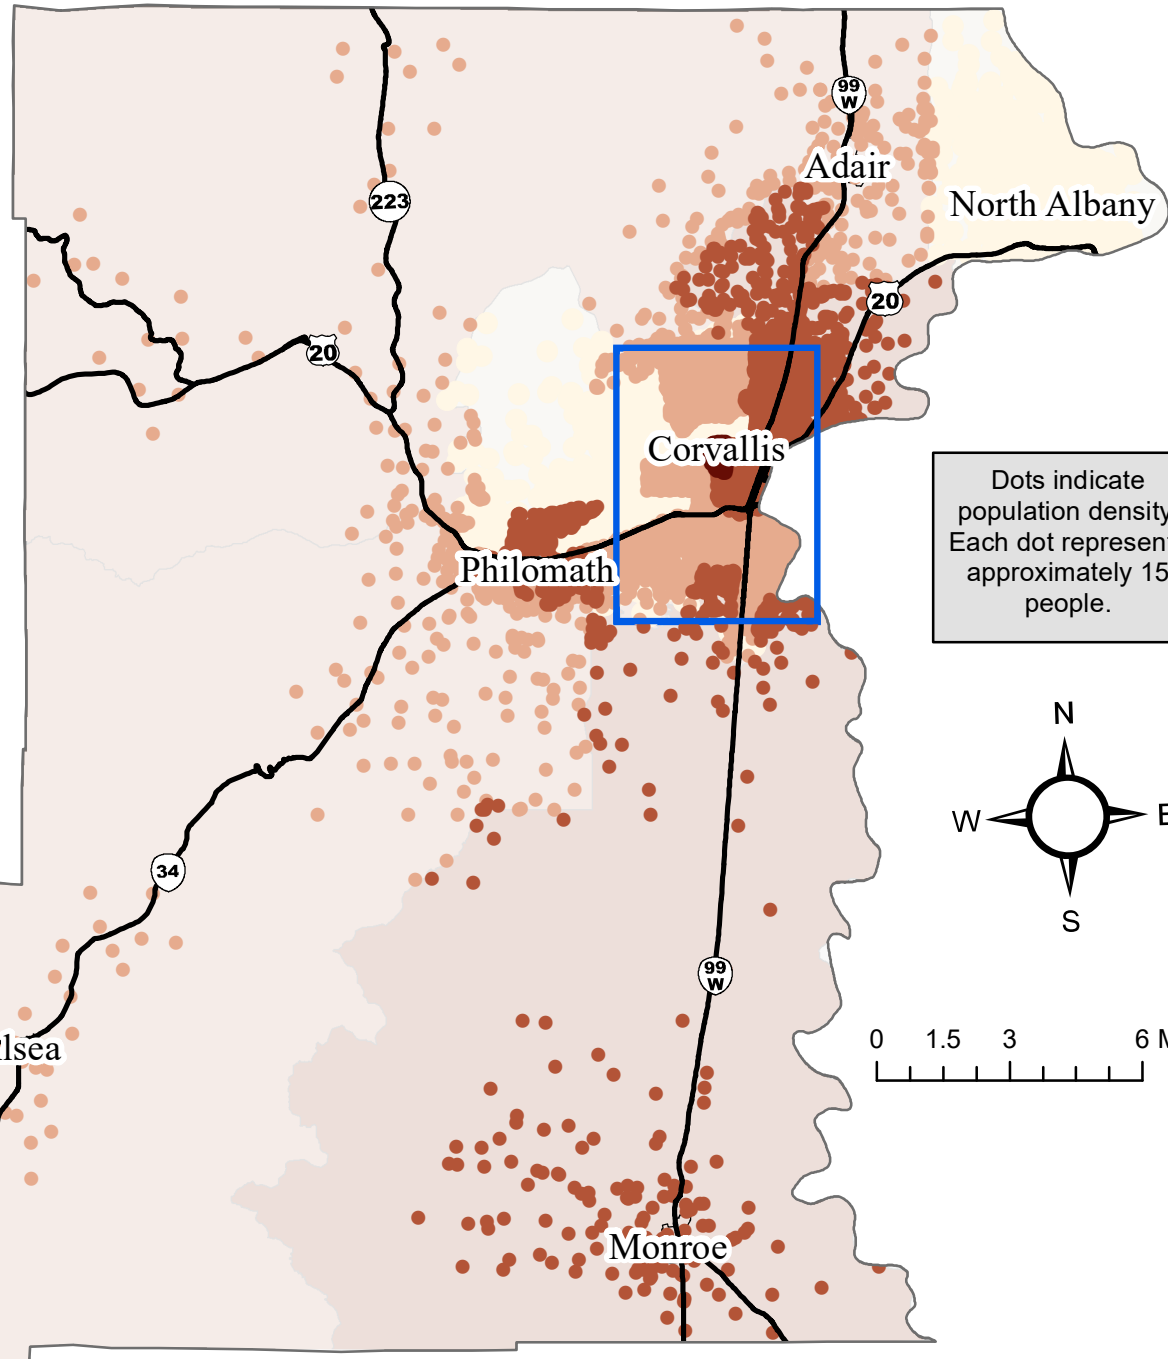 99
W
Adair
223
North Albany
20
20
Corvallis
Dots indicate
population density.
Each dot represents
approximately 15
people.
Philomath
N
W
E
S
34
99
W
0 1.5 3 6 M
lsea
Monroe